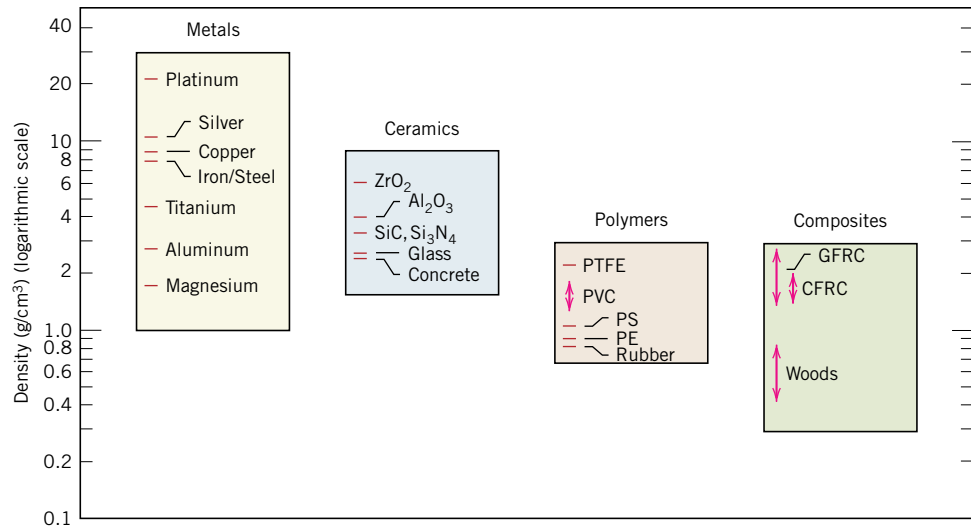 Density (g/cm³) (logarithmic scale)
40
20
10
8
6
4
2
1.0
0.8
0.6
0.4
0.2
0.1
Metals
Platinum
Silver
Copper
Iron/Steel
Titanium
Aluminum
Magnesium
Ceramics
ZrO₂
Al₂O₃
SiC, Si₃N₄
Glass
Concrete
Polymers
PTFE
PVC
PS
PE
Rubber
Composites
GFRC
CFRC
Woods